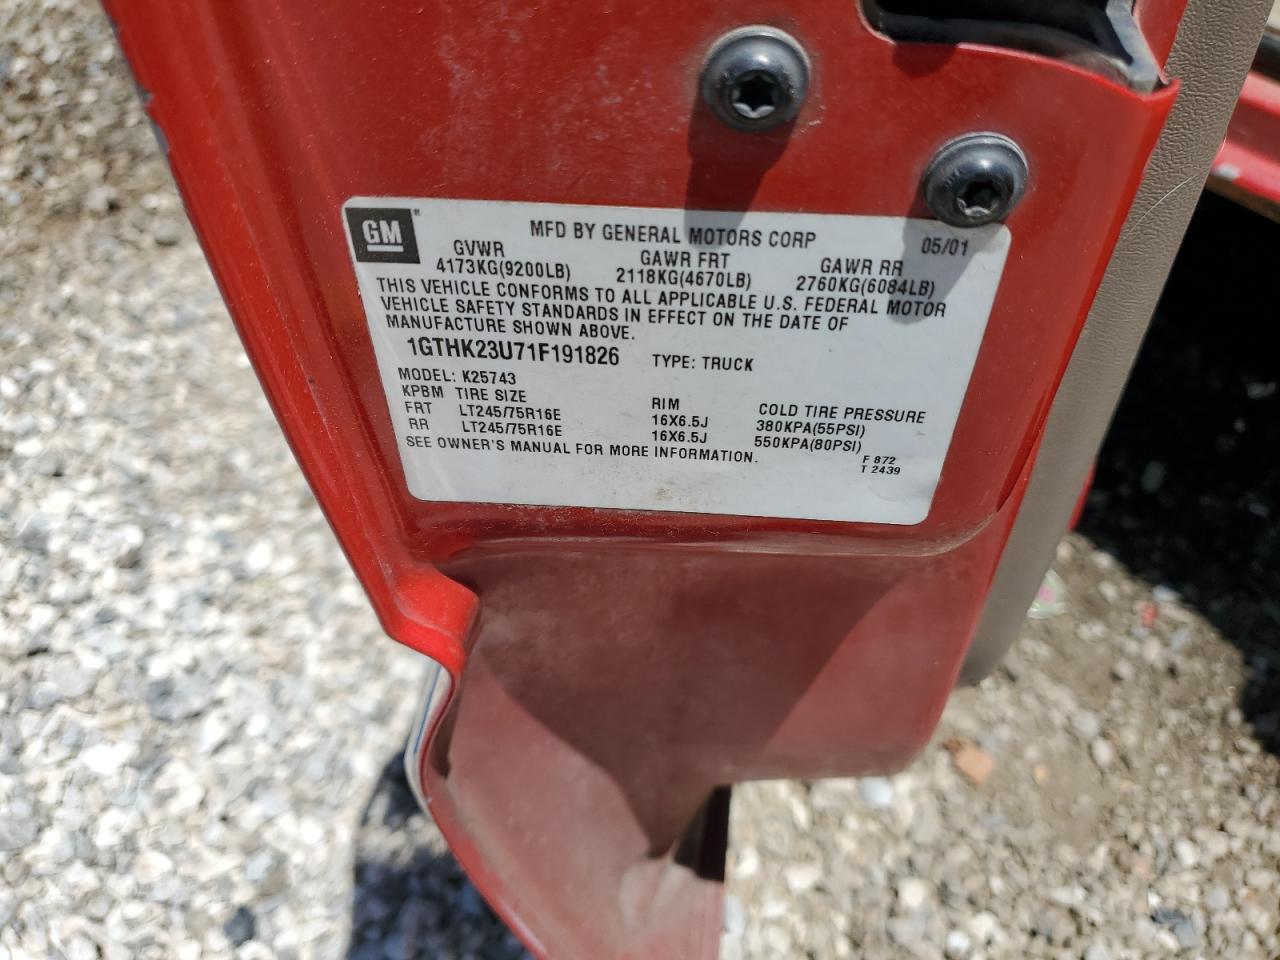 GM
MFD BY GENERAL MOTORS CORP 05/01
GVWR GAWR FRT GAWR RR
4173KG(9200LB) 2118KG(4670LB) 2760KG(6084LB)
THIS VEHICLE CONFORMS TO ALL APPLICABLE U.S. FEDERAL MOTOR
VEHICLE SAFETY STANDARDS IN EFFECT ON THE DATE OF
MANUFACTURE SHOWN ABOVE.
1GTHK23U71F191826 TYPE: TRUCK
MODEL: K25743
KPBM TIRE SIZE RIM COLD TIRE PRESSURE
FRT LT245/75R16E 16X6.5J 380KPA(55PSI)
RR LT245/75R16E 16X6.5J 550KPA(80PSI)
SEE OWNER'S MANUAL FOR MORE INFORMATION.
F 872
T 2439